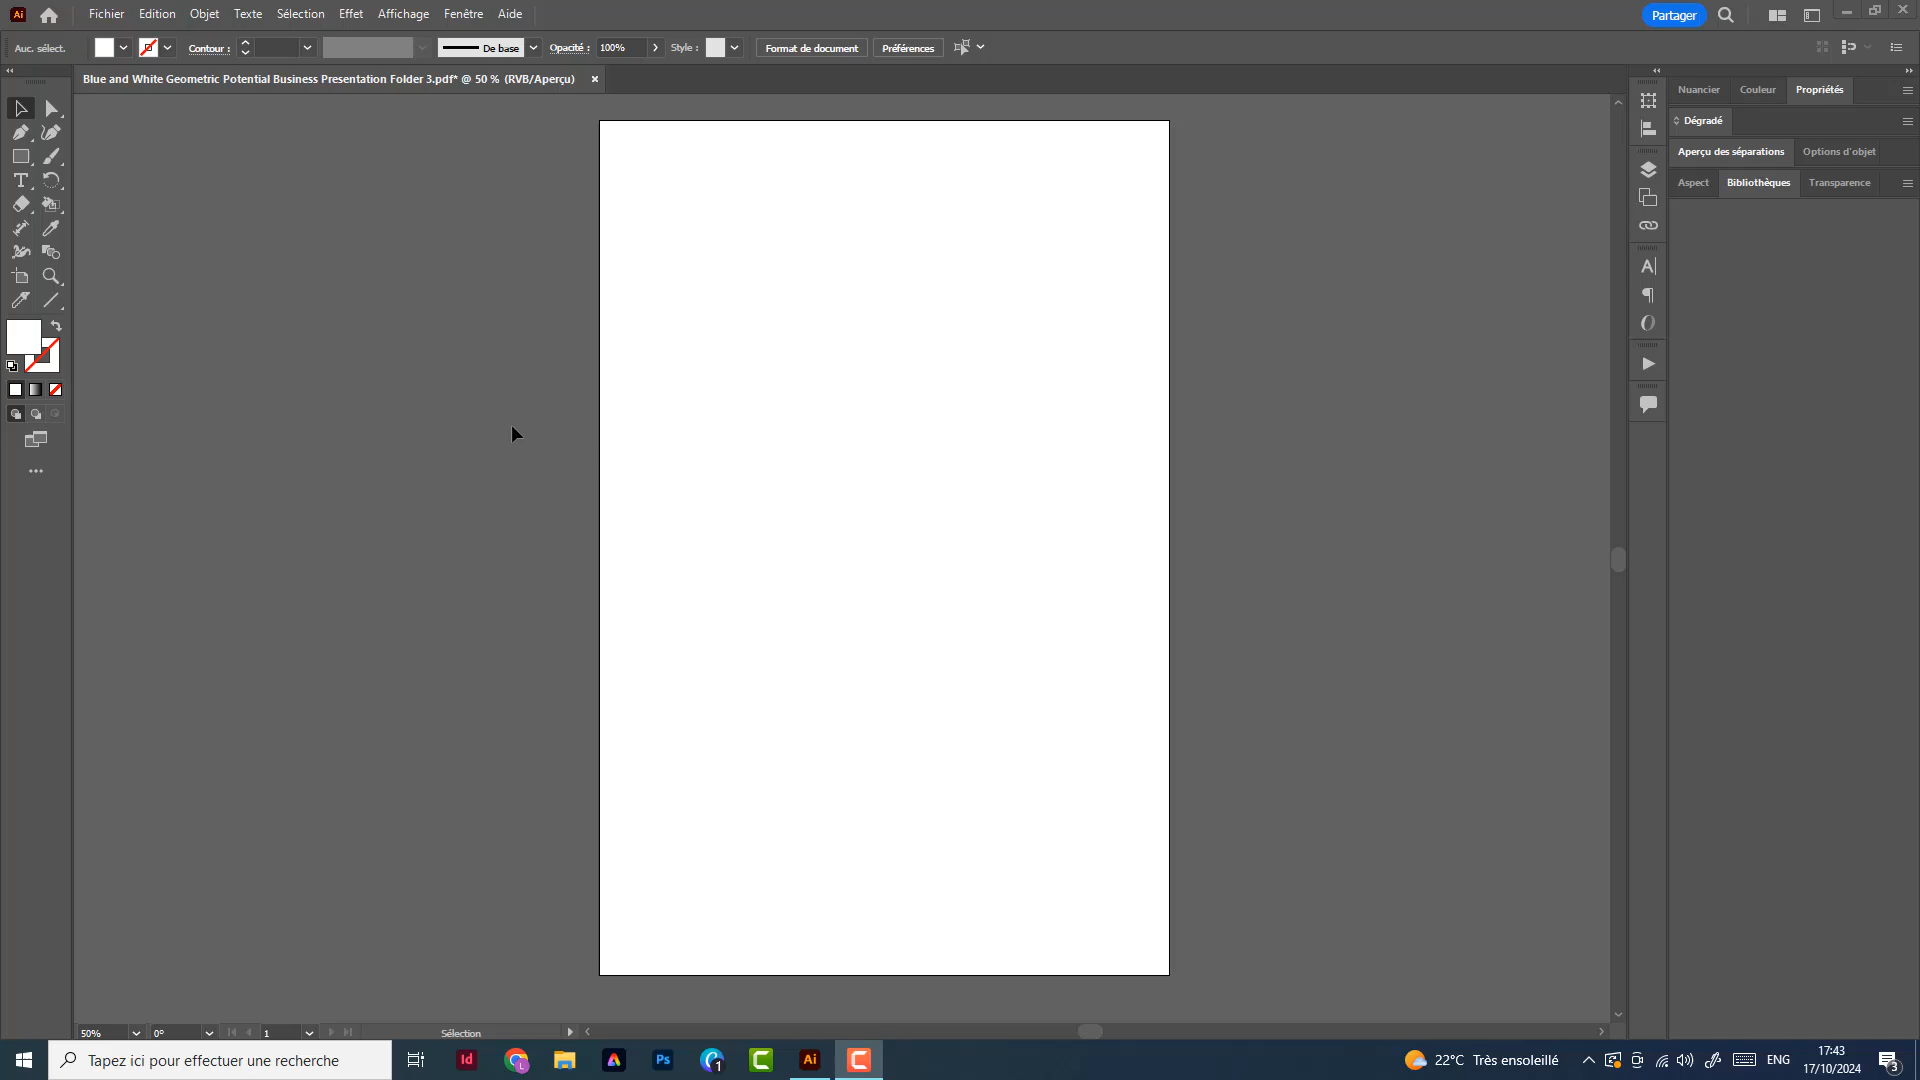 Ai Fichier Edition Objet Texte Sélection Effet Affichage Fenêtre Aide Partager
Auc. sélect. Contour : De base Opacité : 100% Style : Format de document Préférences
Blue and White Geometric Potential Business Presentation Folder 3.pdf* @ 50 % (RVB/Aperçu) ×
Nuancier Couleur Propriétés
Dégradé
Aperçu des séparations Options d'objet
Aspect Bibliothèques Transparence
50% 0° 1 Sélection
Tapez ici pour effectuer une recherche Id L Ps 1 Ai 22°C Très ensoleillé ENG 17:43
17/10/2024 3